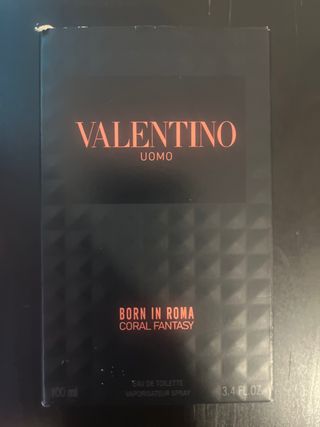 VALENTINO
UOMO
BORN IN ROMA
CORAL FANTASY
EAU DE TOILETTE
VAPORISATEUR SPRAY
100 ml
3.4 FL.OZ.